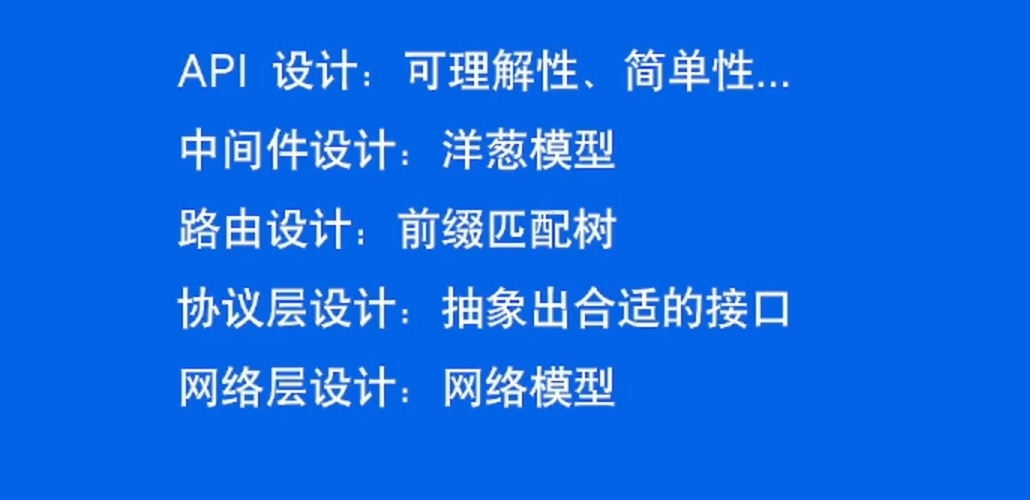 API 设计：可理解性、简单性...
中间件设计：洋葱模型
路由设计：前缀匹配树
协议层设计：抽象出合适的接口
网络层设计：网络模型